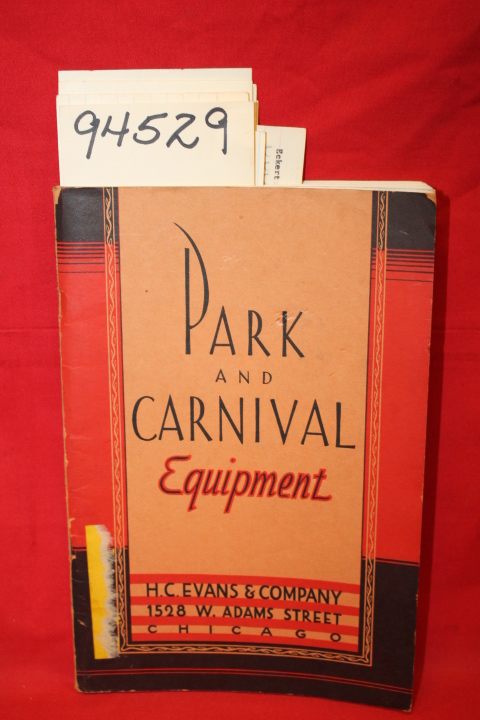 94529
Eckert
PARK
AND
CARNIVAL
Equipment
H.C. EVANS & COMPANY
1528 W. ADAMS STREET
CHICAGO